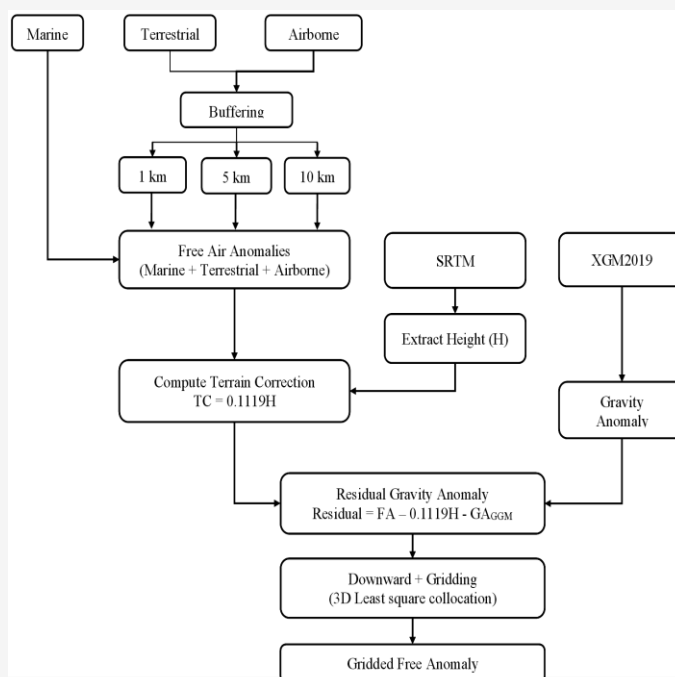 Marine
Terrestrial
Airborne
Buffering
1 km
5 km
10 km
Free Air Anomalies
(Marine + Terrestrial + Airborne)
SRTM
XGM2019
Extract Height (H)
Compute Terrain Correction
TC = 0.1119H
Gravity
Anomaly
Residual Gravity Anomaly
Residual = FA – 0.1119H - GAGGM
Downward + Gridding
(3D Least square collocation)
Gridded Free Anomaly